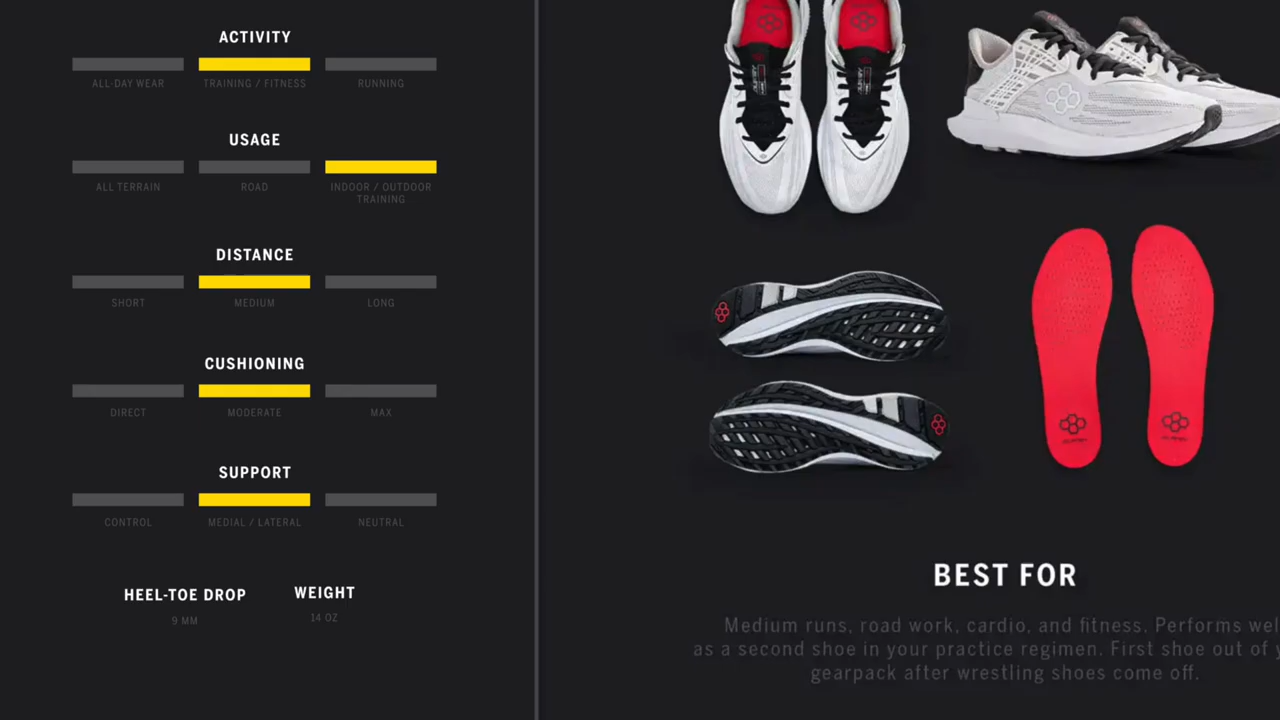 ACTIVITY
ALL-DAY WEAR
TRAINING / FITNESS
RUNNING
USAGE
ALL TERRAIN
ROAD
INDOOR / OUTDOOR
TRAINING
DISTANCE
SHORT
MEDIUM
LONG
CUSHIONING
DIRECT
MODERATE
MAX
SUPPORT
CONTROL
MEDIAL / LATERAL
NEUTRAL
HEEL-TOE DROP
WEIGHT
9 MM
14 OZ
BEST FOR
Medium runs, road work, cardio, and fitness. Performs wel
as a second shoe in your practice regimen. First shoe out of
gearpack after wrestling shoes come off.